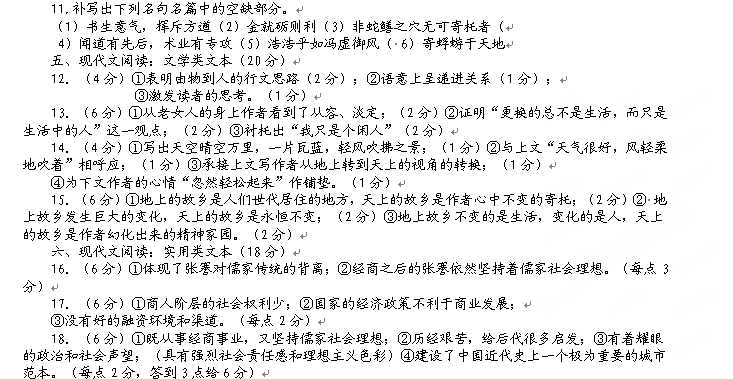 11.补写出下列名句名篇中的空缺部分。
（1）书生意气，挥斥方遒（2）金就砺则利（3）非蛇鳝之穴无可寄托者（
4）闻道有先后，术业有专攻（5）浩浩乎如冯虚御风（·6）寄蜉蝣于天地
五、现代文阅读：文学类文本（20分）
12．（4分）①表明由物到人的行文思路（2分）；②语意上呈递进关系（1分）；
③激发读者的思考。（1分）
13．（6分）①从老女人的身上作者看到了从容、淡定；（2分）②证明“更换的总不是生活，而只是
生活中的人”这一观点；（2分）③衬托出“我只是个闲人”（2分）
14．（4分）①写出天空晴空万里，一片瓦蓝，轻风吹拂之景；（1分）②与上文“天气很好，风轻柔
地吹着”相呼应；（1分）③承接上文写作者从地上转到天上的视角的转换；（1分）
④为下文作者的心情“忽然轻松起来”作铺垫。（1分）
15．（6分）①地上的故乡是人们世代居住的地方，天上的故乡是作者心中不变的寄托；（2分）②·地
上故乡发生巨大的变化，天上的故乡是永恒不变；（2分）③地上故乡不变的是生活，变化的是人，天上
的故乡是作者幻化出来的精神家园。（2分）
六、现代文阅读：实用类文本（18分）
16．（6分）①体现了张謇对儒家传统的背离；②经商之后的张謇依然坚持着儒家社会理想。（每点 3
分）
17．（6分）①商人阶层的社会权利少；②国家的经济政策不利于商业发展；
③没有好的融资环境和渠道。（每点 2分）
18．（6分）①既从事经商事业，又坚持儒家社会理想；②历经艰苦，给后代很多启发；③有着耀眼
的政治和社会声望；（具有强烈社会责任感和理想主义色彩）④建设了中国近代史上一个极为重要的城市
范本。（每点 2分，答到 3点给 6分）